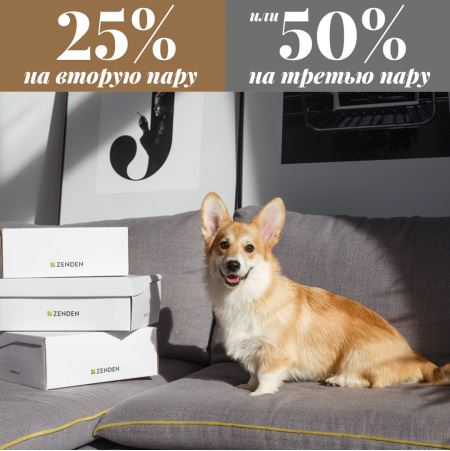 25%
на вторую пару
или 50%
на третью пару
J
ZENDEN
ZENDEN
ZENDEN